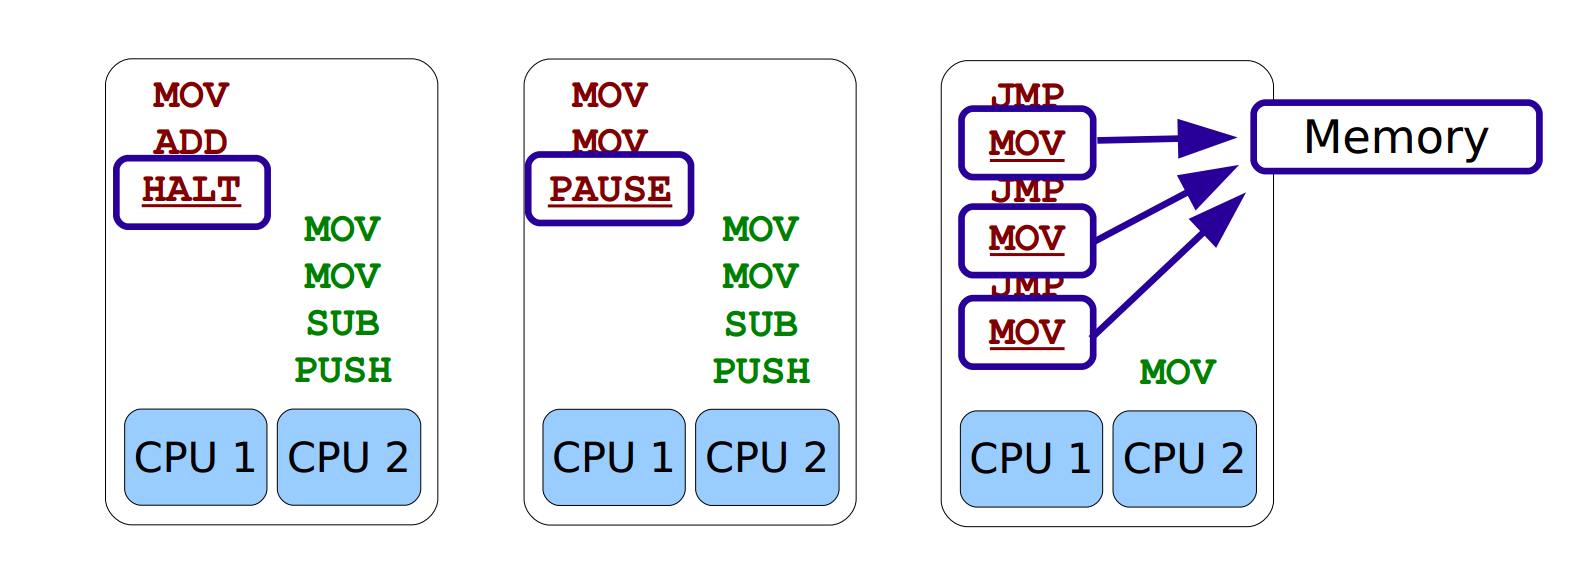 MOV
ADD
HALT
MOV
MOV
SUB
PUSH
CPU 1
CPU 2
MOV
MOV
PAUSE
MOV
MOV
SUB
PUSH
CPU 1
CPU 2
JMP
MOV
JMP
MOV
JMP
MOV
MOV
CPU 1
CPU 2
Memory